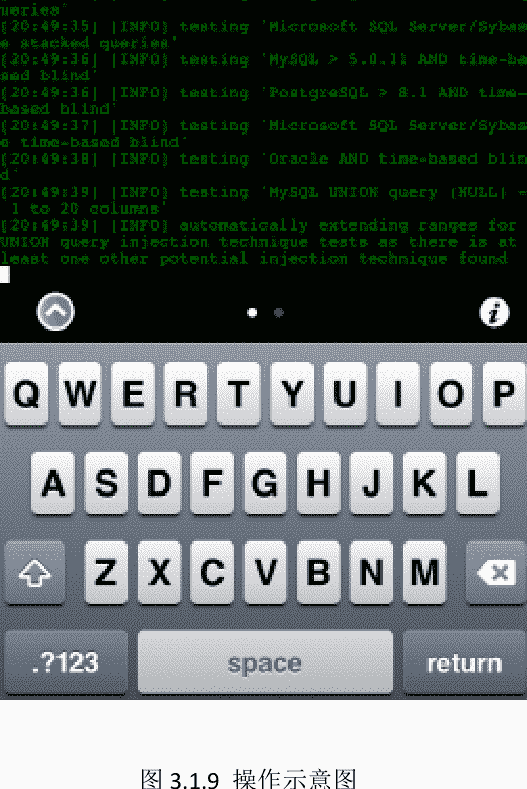 ueries'
[20:49:35] [INFO] testing 'Microsoft SQL Server/Sybas
e stacked queries'
[20:49:36] [INFO] testing 'MySQL > 5.0.11 AND time-ba
sed blind'
[20:49:36] [INFO] testing 'PostgreSQL > 8.1 AND time-
based blind'
[20:49:37] [INFO] testing 'Microsoft SQL Server/Sybas
e time-based blind'
[20:49:38] [INFO] testing 'Oracle AND time-based blin
d'
[20:49:39] [INFO] testing 'MySQL UNION query (NULL) -
 1 to 20 columns'
[20:49:39] [INFO] automatically extending ranges for
UNION query injection technique tests as there is at
least one other potential injection technique found
i
Q W E R T Y U I O P
A S D F G H J K L
Z X C V B N M
.?123 space return
图 3.1.9 操作示意图